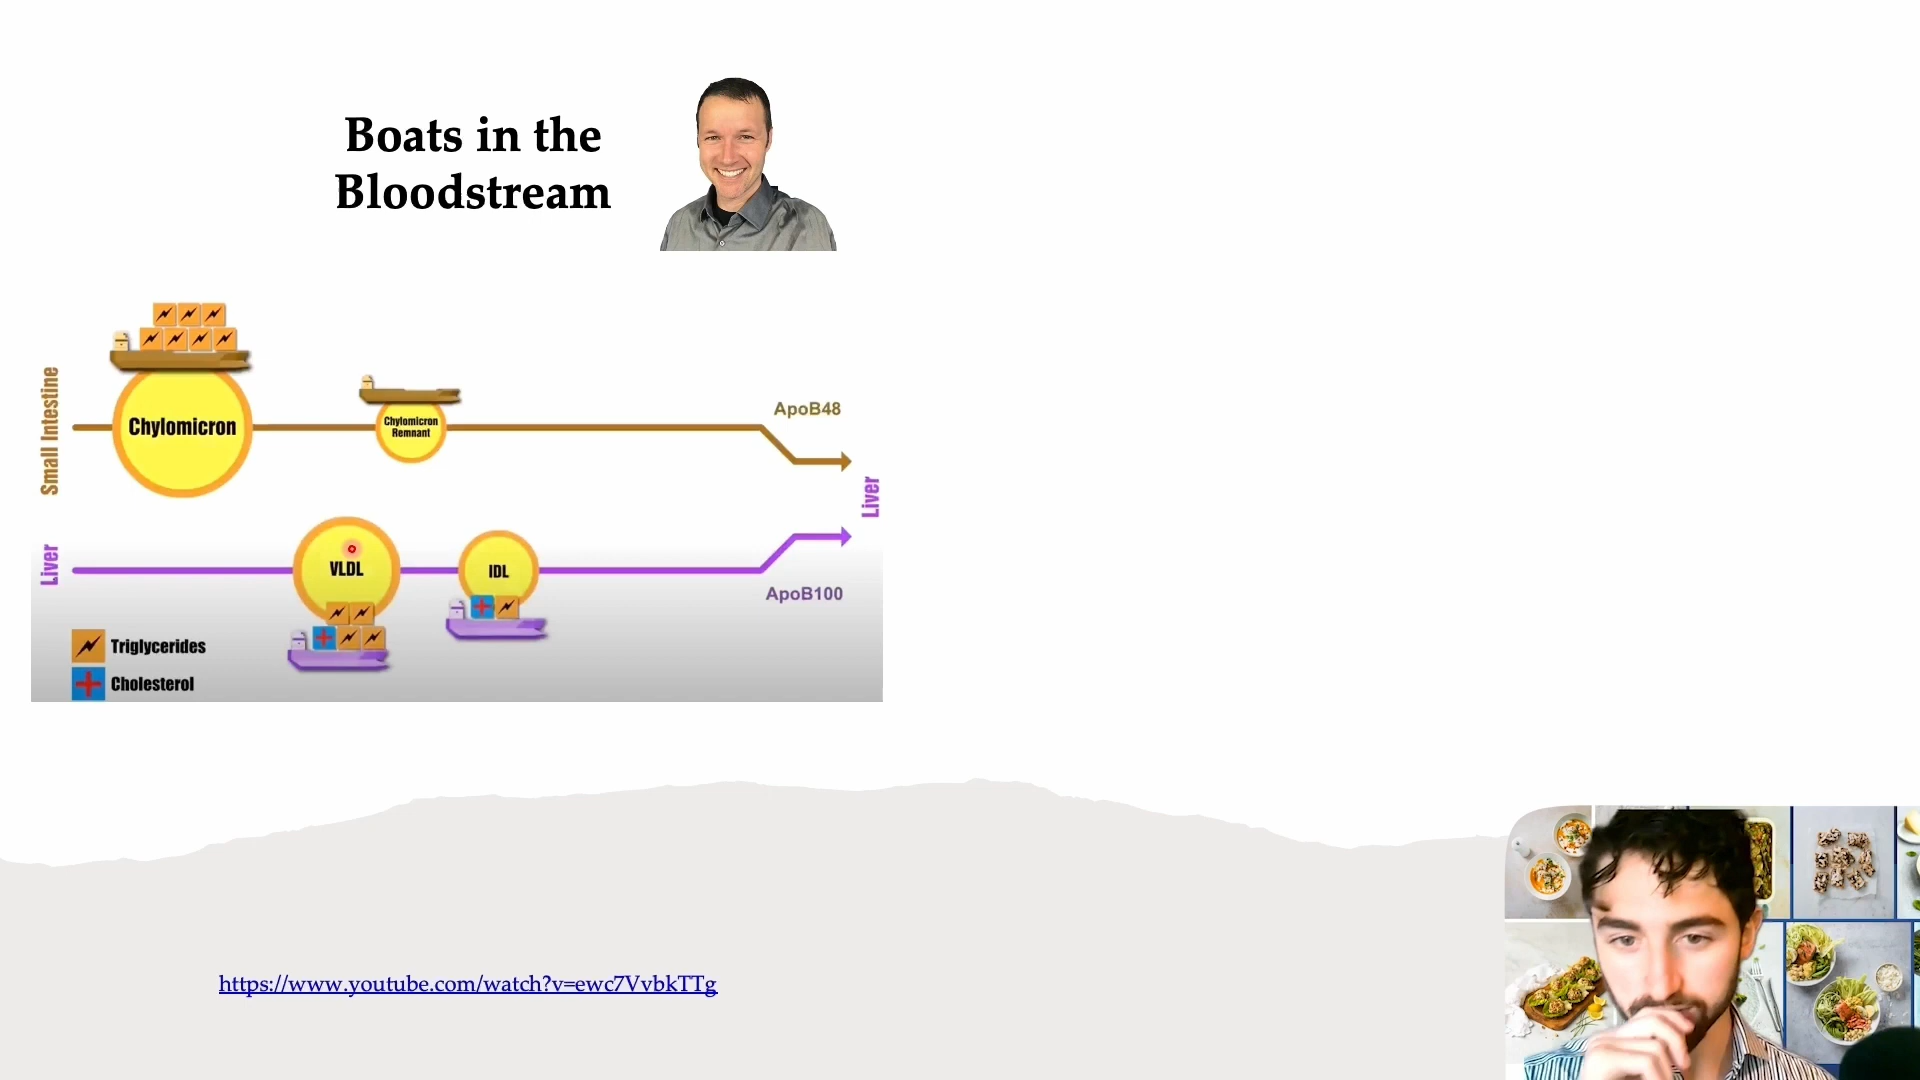 Boats in the
Bloodstream
Small Intestine
Chylomicron
Chylomicron
Remnant
ApoB48
Liver
Liver
VLDL
IDL
ApoB100
Triglycerides
Cholesterol
https://www.youtube.com/watch?v=ewc7VvbkTTg